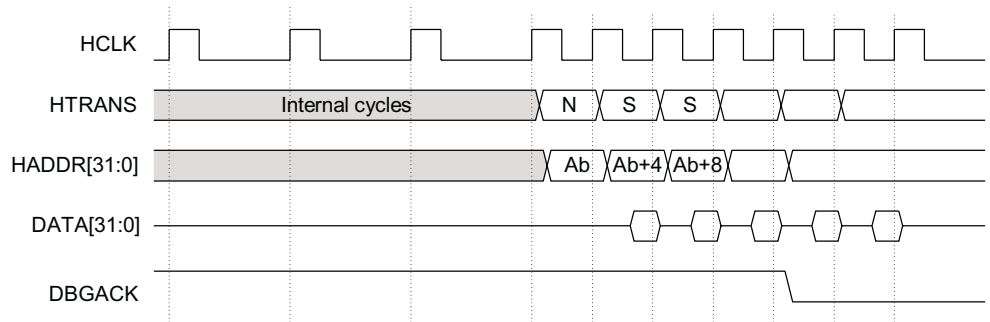 HCLK
HTRANS Internal cycles N S S
HADDR[31:0] Ab Ab+4 Ab+8
DATA[31:0]
DBGACK